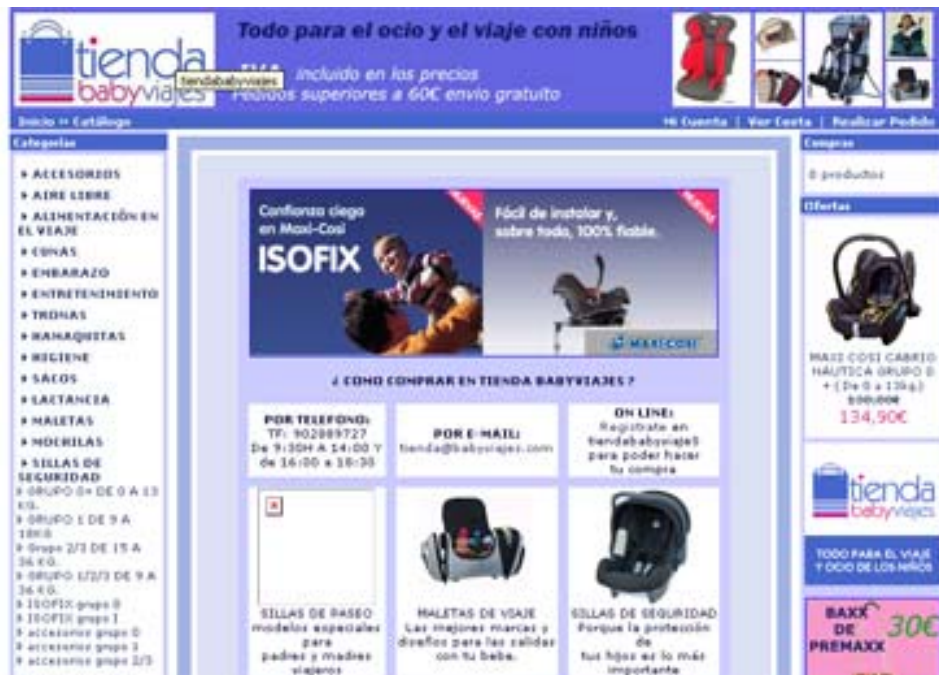 tienda
babyviajes
tiendababyviajes
Todo para el ocio y el viaje con niños
IVA incluido en los precios
Pedidos superiores a 60€ envio gratuito
Inicio » Catálogo
Mi Cuenta | Ver Cesta | Realizar Pedido
Categorias
ACCESORIOS
AIRE LIBRE
ALIMENTACIÓN EN
EL VIAJE
CUNAS
EMBARAZO
ENTRETENIMIENTO
TRONAS
HAMAQUITAS
HIGIENE
SACOS
LACTANCIA
MALETAS
MOCHILAS
SILLAS DE
SEGURIDAD
GRUPO 0+ DE 0 A 13
KG.
GRUPO 1 DE 9 A
18KG
Grupo 2/3 DE 15 A
36 KG.
GRUPO 1/2/3 DE 9 A
36 KG.
ISOFIX grupo 0
ISOFIX grupo 1
accesorios grupo 0
accesorios grupo 1
accesorios grupo 2/3
Confianza ciega
en Maxi-Cosi
ISOFIX
NUEVO
Fácil de instalar y,
sobre todo, 100% fiable.
NUEVO
MAXI-COSI
¿ COMO COMPRAR EN TIENDA BABYVIAJES ?
POR TELEFONO:
TF: 902889727
De 9:30H A 14:00 Y
de 16:00 a 18:30
POR E-MAIL:
tienda@babyviajes.com
ON LINE:
Registrate en
tiendababyviajes
para poder hacer
tu compra
SILLAS DE PASEO
modelos especiales
para
padres y madres
viajeros
MALETAS DE VIAJE
Las mejores marcas y
diseños para las salidas
con tu bebe.
SILLAS DE SEGURIDAD
Porque la protección
de
tus hijos es lo más
importante
Compras
0 productos
Ofertas
MAXI COSI CABRIO
NÁUTICA GRUPO 0
+ ( De 0 a 13kg.)
134,90€
tienda
babyviajes
TODO PARA EL VIAJE
Y OCIO DE LOS NIÑOS
BAXX
DE
PREMAXX
30€